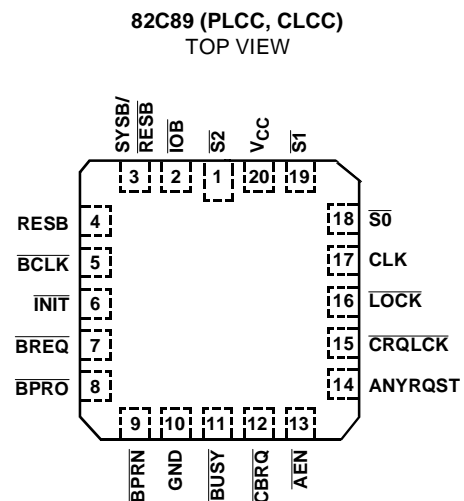 82C89 (PLCC, CLCC)
TOP VIEW
SYSB/
RESB
IOB
S2
VCC
S1
3
2
1
20
19
RESB 4
BCLK 5
INIT 6
BREQ 7
BPRO 8
18 S0
17 CLK
16 LOCK
15 CRQLCK
14 ANYRQST
9
10
11
12
13
BPRN
GND
BUSY
CBRQ
AEN